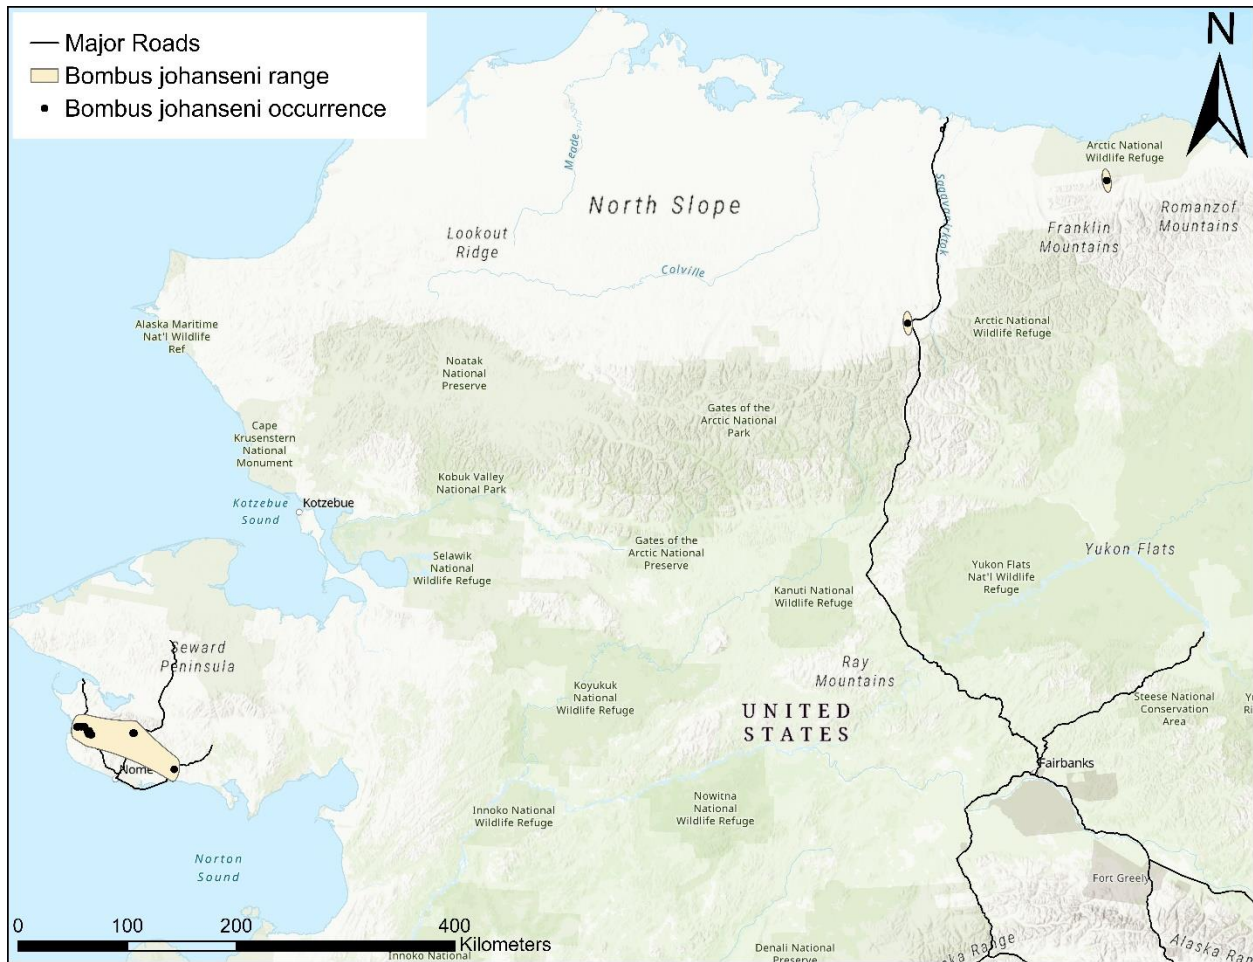 Major Roads
Bombus johanseni range
Bombus johanseni occurrence
N
Meade
Sagavanirktok
Arctic National
Wildlife Refuge
North Slope
Romanzof
Mountains
Lookout
Ridge
Franklin
Mountains
Colville
Alaska Maritime
Nat'l Wildlife
Ref
Arctic National
Wildlife Refuge
Noatak
National
Preserve
Gates of the
Arctic National
Park
Cape
Krusenstern
National
Monument
Kobuk Valley
National Park
Kotzebue
Sound
Kotzebue
Selawik
National
Wildlife Refuge
Gates of the
Arctic National
Preserve
Yukon Flats
Yukon Flats
Nat'l Wildlife
Refuge
Kanuti National
Wildlife Refuge
Seward
Peninsula
Ray
Mountains
Koyukuk
National
Wildlife Refuge
Steese National
Conservation
Area
UNITED
STATES
Nome
Fairbanks
Innoko National
Wildlife Refuge
Nowitna
National
Wildlife Refuge
Norton
Sound
Fort Greely
0 100 200 400
Kilometers
Innoko National
Denali National
Preserve
ka Range
Alaska Ran